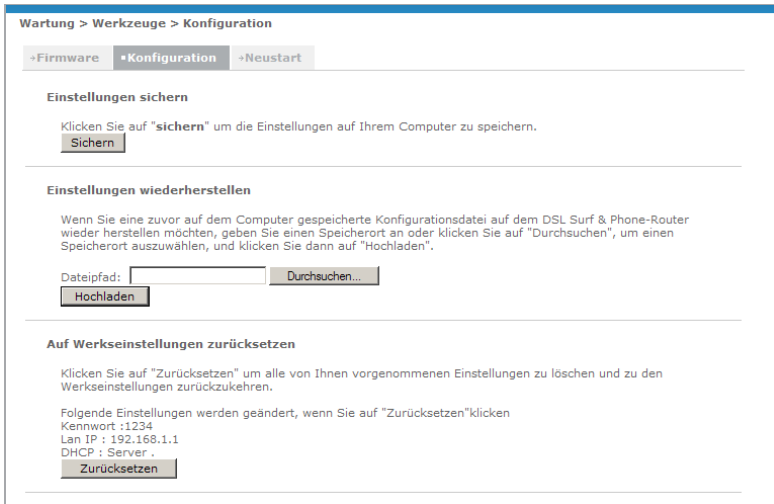 Wartung > Werkzeuge > Konfiguration
Firmware Konfiguration Neustart
Einstellungen sichern
Klicken Sie auf "sichern" um die Einstellungen auf Ihrem Computer zu speichern.
Sichern
Einstellungen wiederherstellen
Wenn Sie eine zuvor auf dem Computer gespeicherte Konfigurationsdatei auf dem DSL Surf & Phone-Router
wieder herstellen möchten, geben Sie einen Speicherort an oder klicken Sie auf "Durchsuchen", um einen
Speicherort auszuwählen, und klicken Sie dann auf "Hochladen".
Dateipfad: Durchsuchen...
Hochladen
Auf Werkseinstellungen zurücksetzen
Klicken Sie auf "Zurücksetzen" um alle von Ihnen vorgenommenen Einstellungen zu löschen und zu den
Werkseinstellungen zurückzukehren.
Folgende Einstellungen werden geändert, wenn Sie auf "Zurücksetzen"klicken
Kennwort :1234
Lan IP : 192.168.1.1
DHCP : Server .
Zurücksetzen